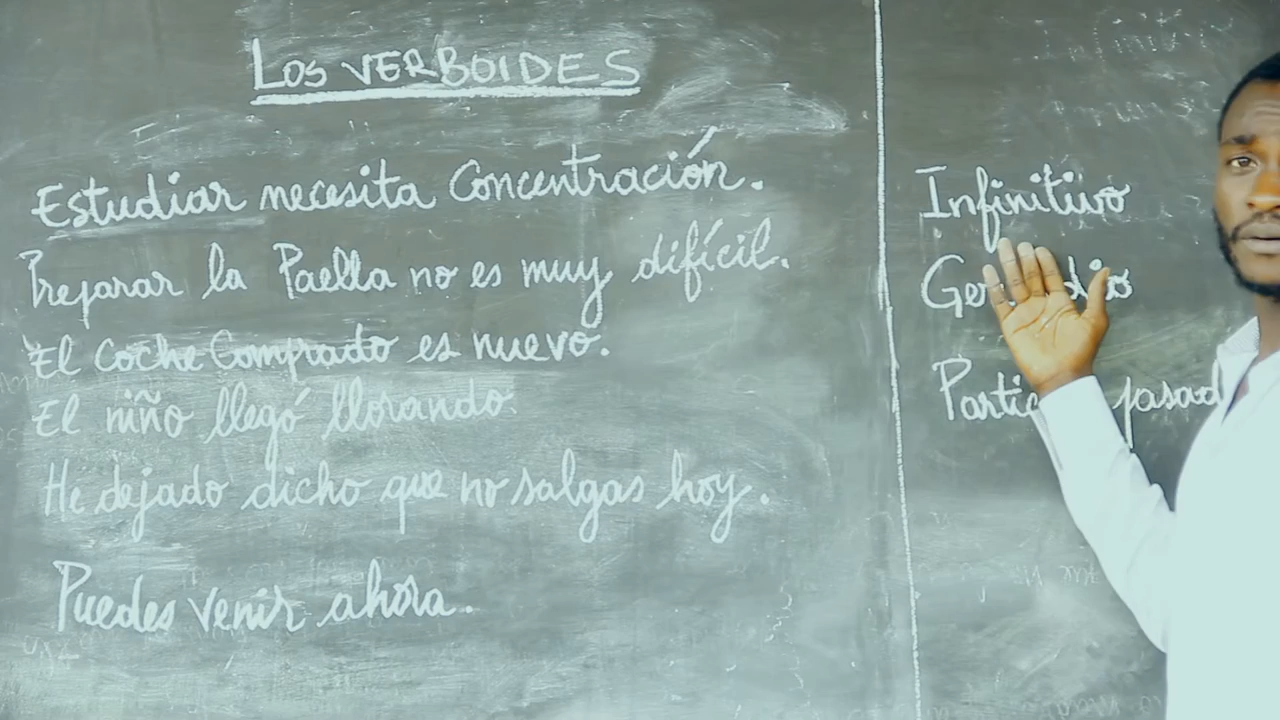 Los VERBOIDES
Estudiar necesita Concentración.
Preparar la Paella no es muy difícil.
El coche Comprado es nuevo.
El niño llegó llorando.
He dejado dicho que no salgas hoy.
Puedes venir ahora.
Infinitivo